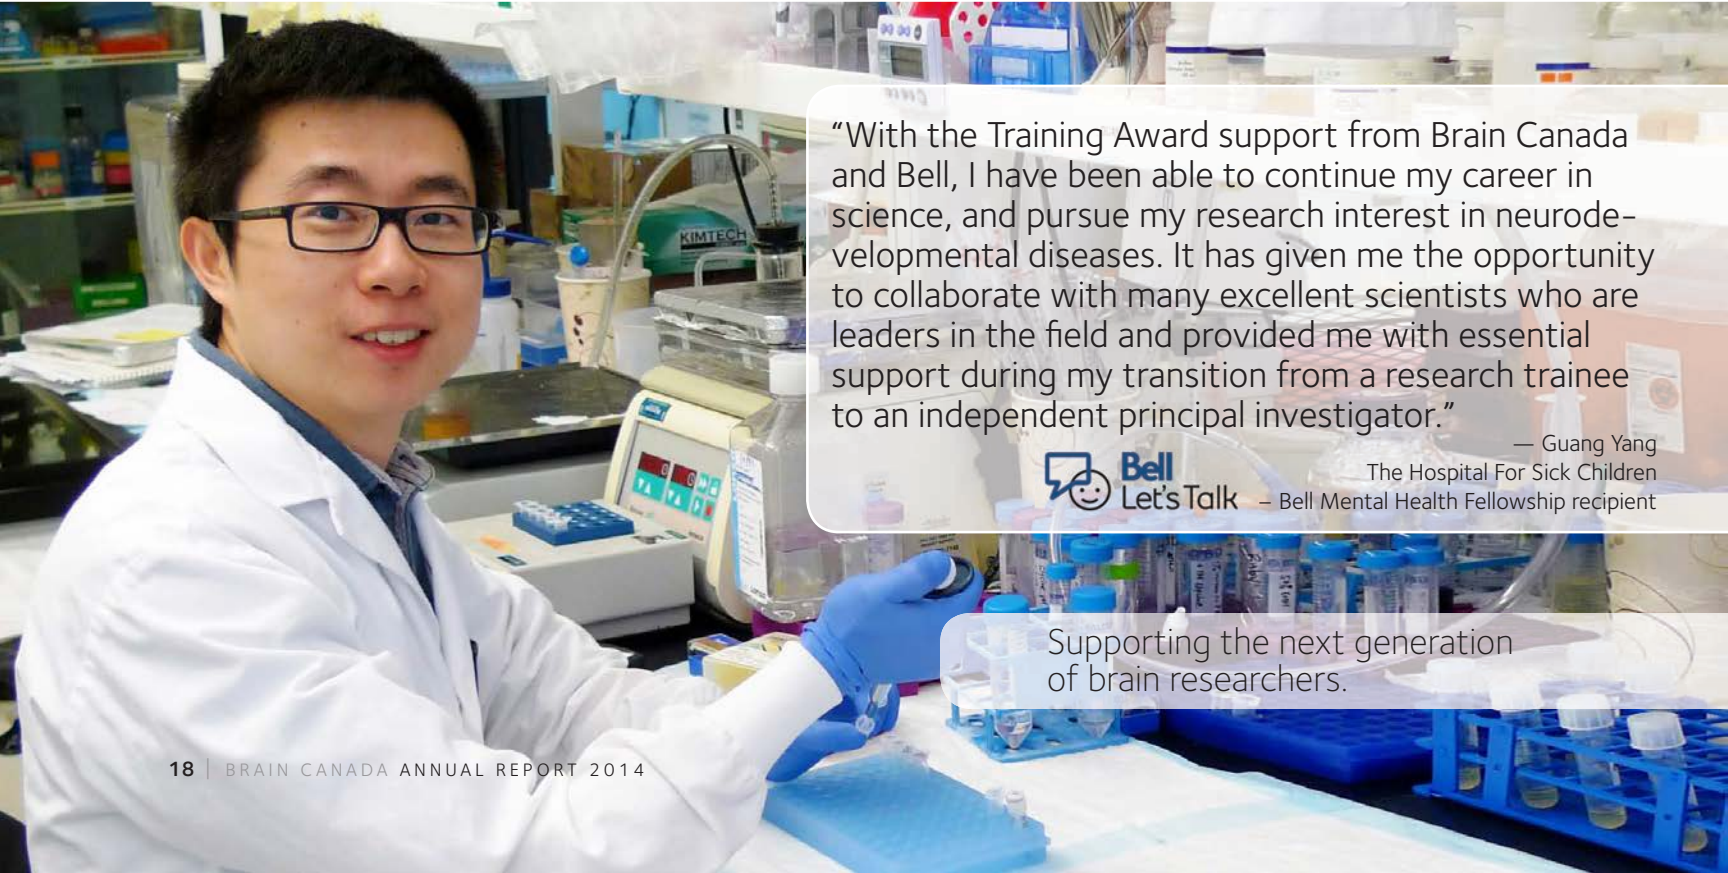 “With the Training Award support from Brain Canada
and Bell, I have been able to continue my career in
science, and pursue my research interest in neurode-
velopmental diseases. It has given me the opportunity
to collaborate with many excellent scientists who are
leaders in the field and provided me with essential
support during my transition from a research trainee
to an independent principal investigator.”
— Guang Yang
The Hospital For Sick Children
– Bell Mental Health Fellowship recipient
Bell
Let's Talk
KIMTECH
Supporting the next generation
of brain researchers.
18 | BRAIN CANADA ANNUAL REPORT 2014